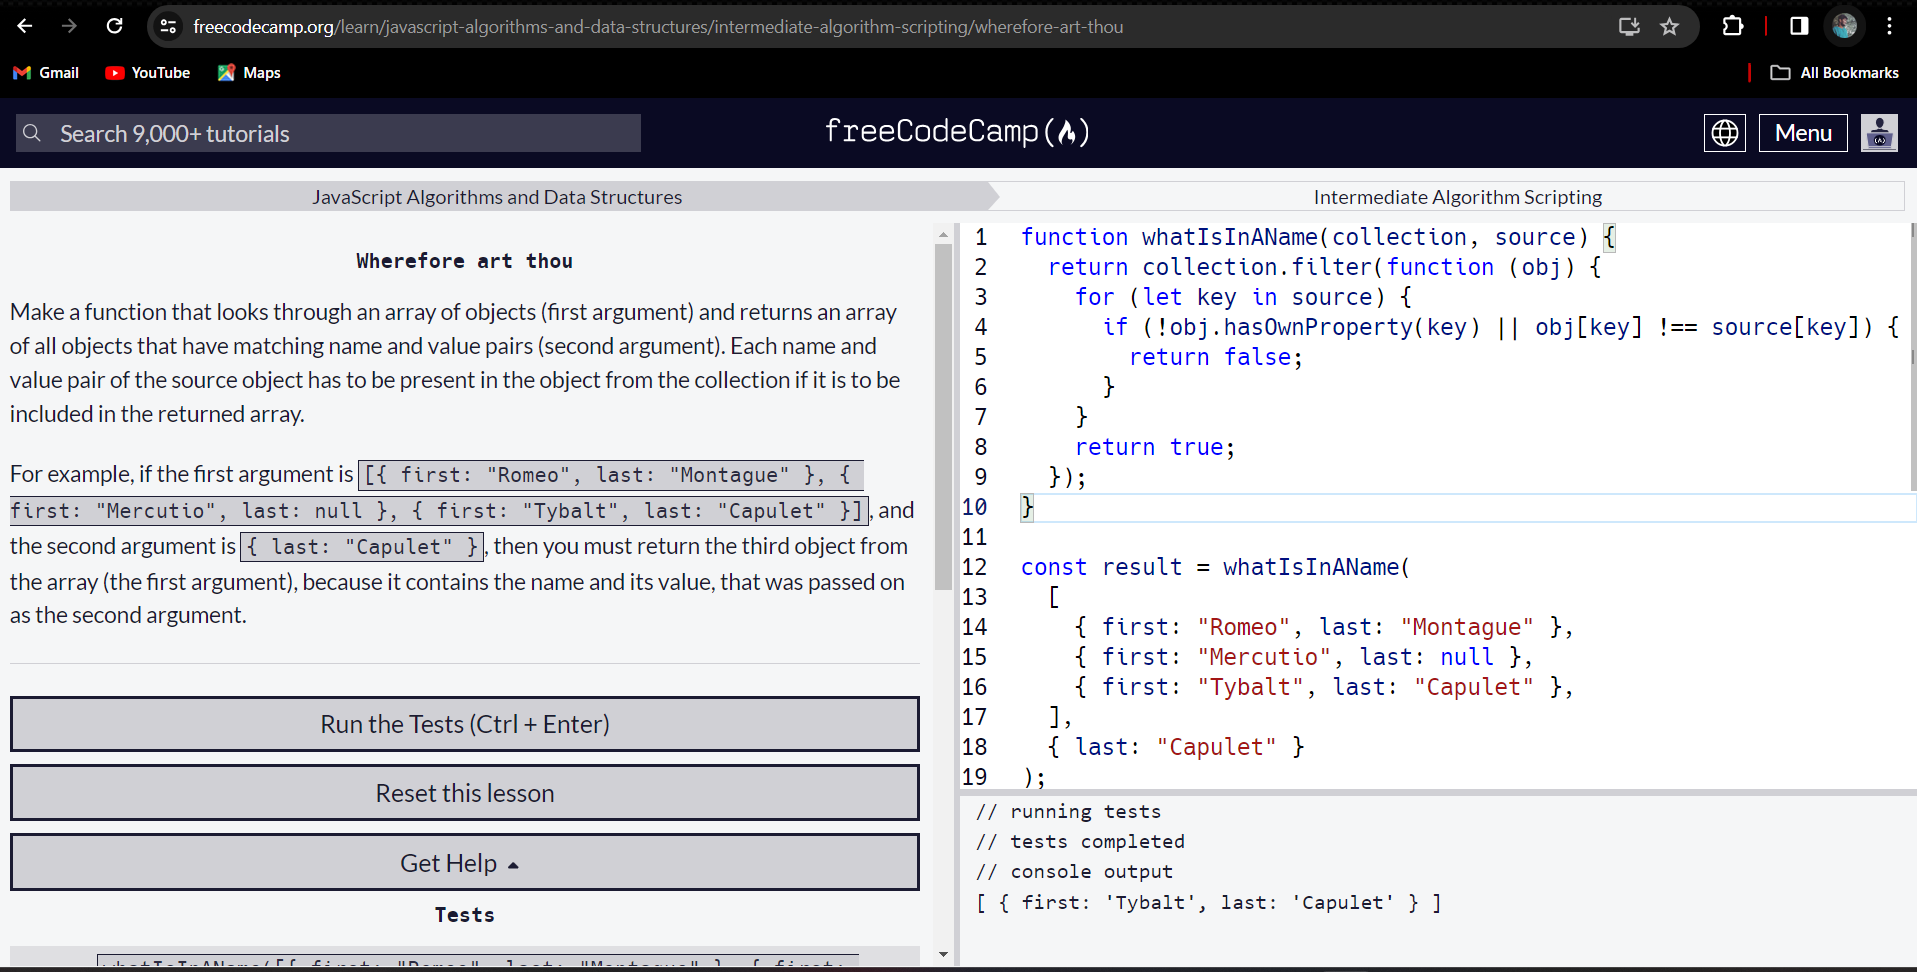 freecodecamp.org/learn/javascript-algorithms-and-data-structures/intermediate-algorithm-scripting/wherefore-art-thou
Gmail YouTube Maps All Bookmarks
Search 9,000+ tutorials freeCodeCamp Menu
JavaScript Algorithms and Data Structures Intermediate Algorithm Scripting
Wherefore art thou
Make a function that looks through an array of objects (first argument) and returns an array
of all objects that have matching name and value pairs (second argument). Each name and
value pair of the source object has to be present in the object from the collection if it is to be
included in the returned array.
For example, if the first argument is [{ first: "Romeo", last: "Montague" }, {
first: "Mercutio", last: null }, { first: "Tybalt", last: "Capulet" }], and
the second argument is { last: "Capulet" }, then you must return the third object from
the array (the first argument), because it contains the name and its value, that was passed on
as the second argument.
Run the Tests (Ctrl + Enter)
Reset this lesson
Get Help
Tests
whatIsInAName([{ first: "Romeo", last: "Montague" }, { first:
1 function whatIsInAName(collection, source) {
2 return collection.filter(function (obj) {
3 for (let key in source) {
4 if (!obj.hasOwnProperty(key) || obj[key] !== source[key]) {
5 return false;
6 }
7 }
8 return true;
9 });
10 }
11
12 const result = whatIsInAName(
13 [
14 { first: "Romeo", last: "Montague" },
15 { first: "Mercutio", last: null },
16 { first: "Tybalt", last: "Capulet" },
17 ],
18 { last: "Capulet" }
19 );
// running tests
// tests completed
// console output
[ { first: 'Tybalt', last: 'Capulet' } ]